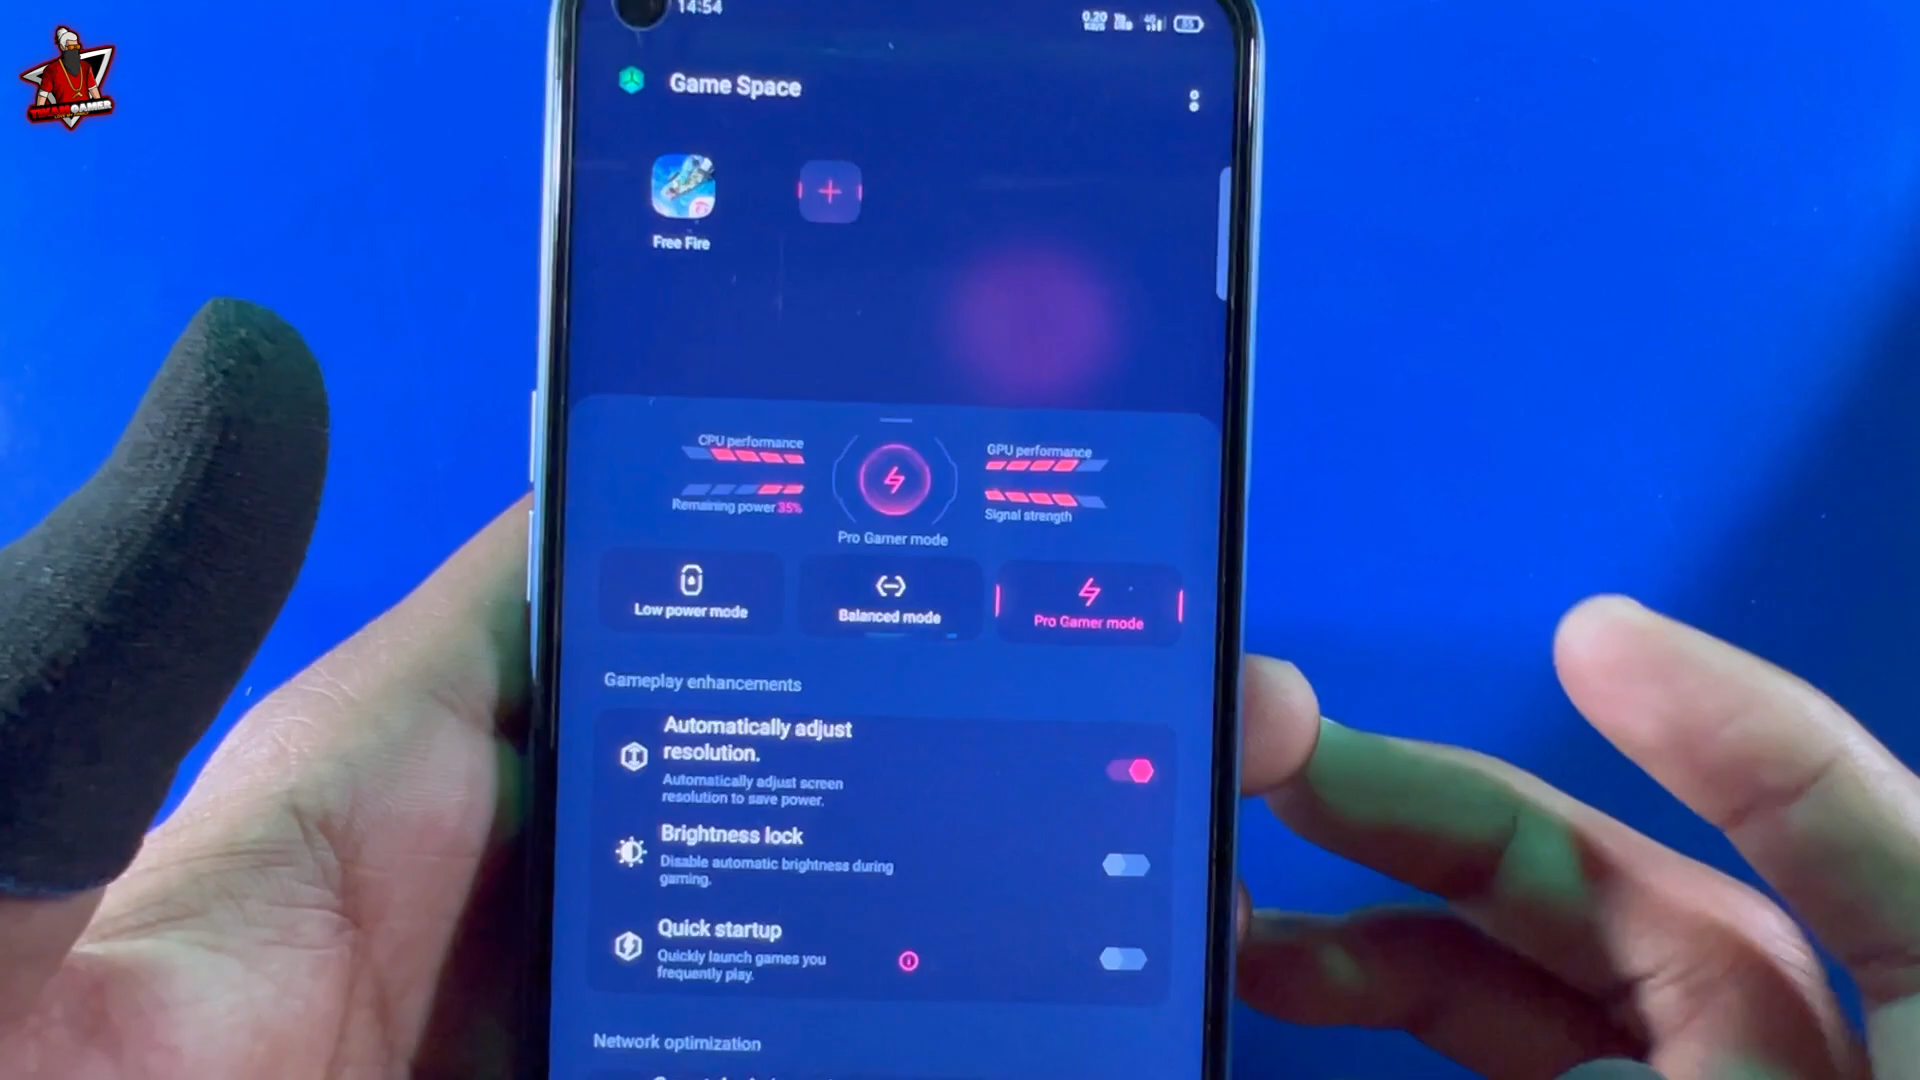 14:54
0.20
Game Space
Free Fire
CPU performance
GPU performance
Remaining power 35%
Signal strength
Pro Gamer mode
Low power mode
Balanced mode
Pro Gamer mode
Gameplay enhancements
Automatically adjust
resolution.
Automatically adjust screen
resolution to save power.
Brightness lock
Disable automatic brightness during
gaming.
Quick startup
Quickly launch games you
frequently play.
Network optimization